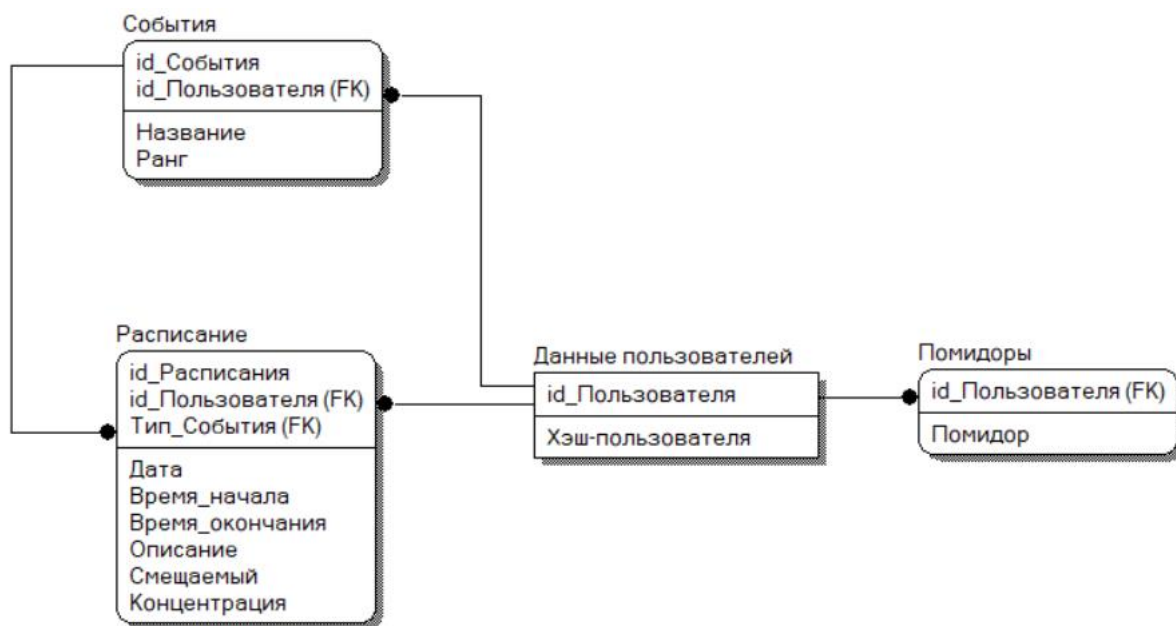 События
id_События
id_Пользователя (FK)
Название
Ранг
Расписание
id_Расписания
id_Пользователя (FK)
Тип_События (FK)
Дата
Время_начала
Время_окончания
Описание
Смещаемый
Концентрация
Данные пользователей
id_Пользователя
Хэш-пользователя
Помидоры
id_Пользователя (FK)
Помидор